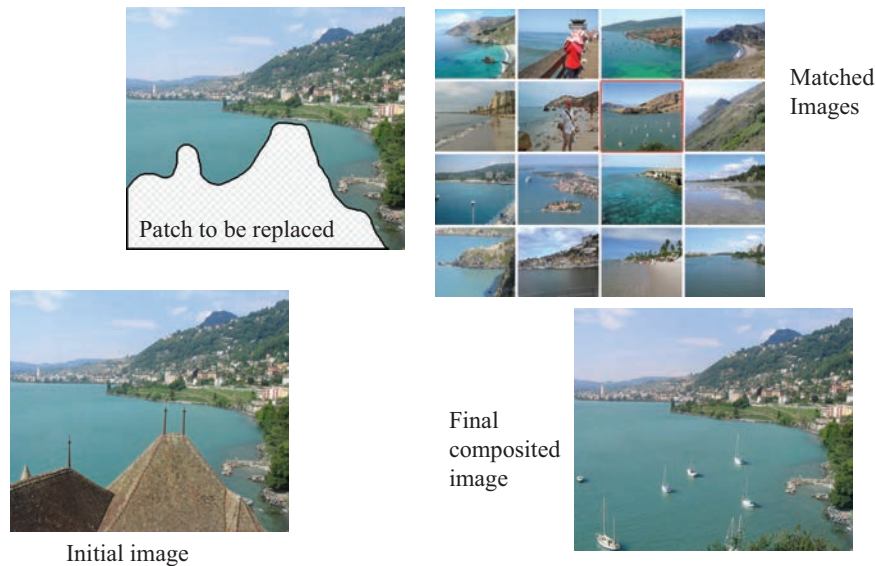 Patch to be replaced
Matched
Images
Initial image
Final
composited
image